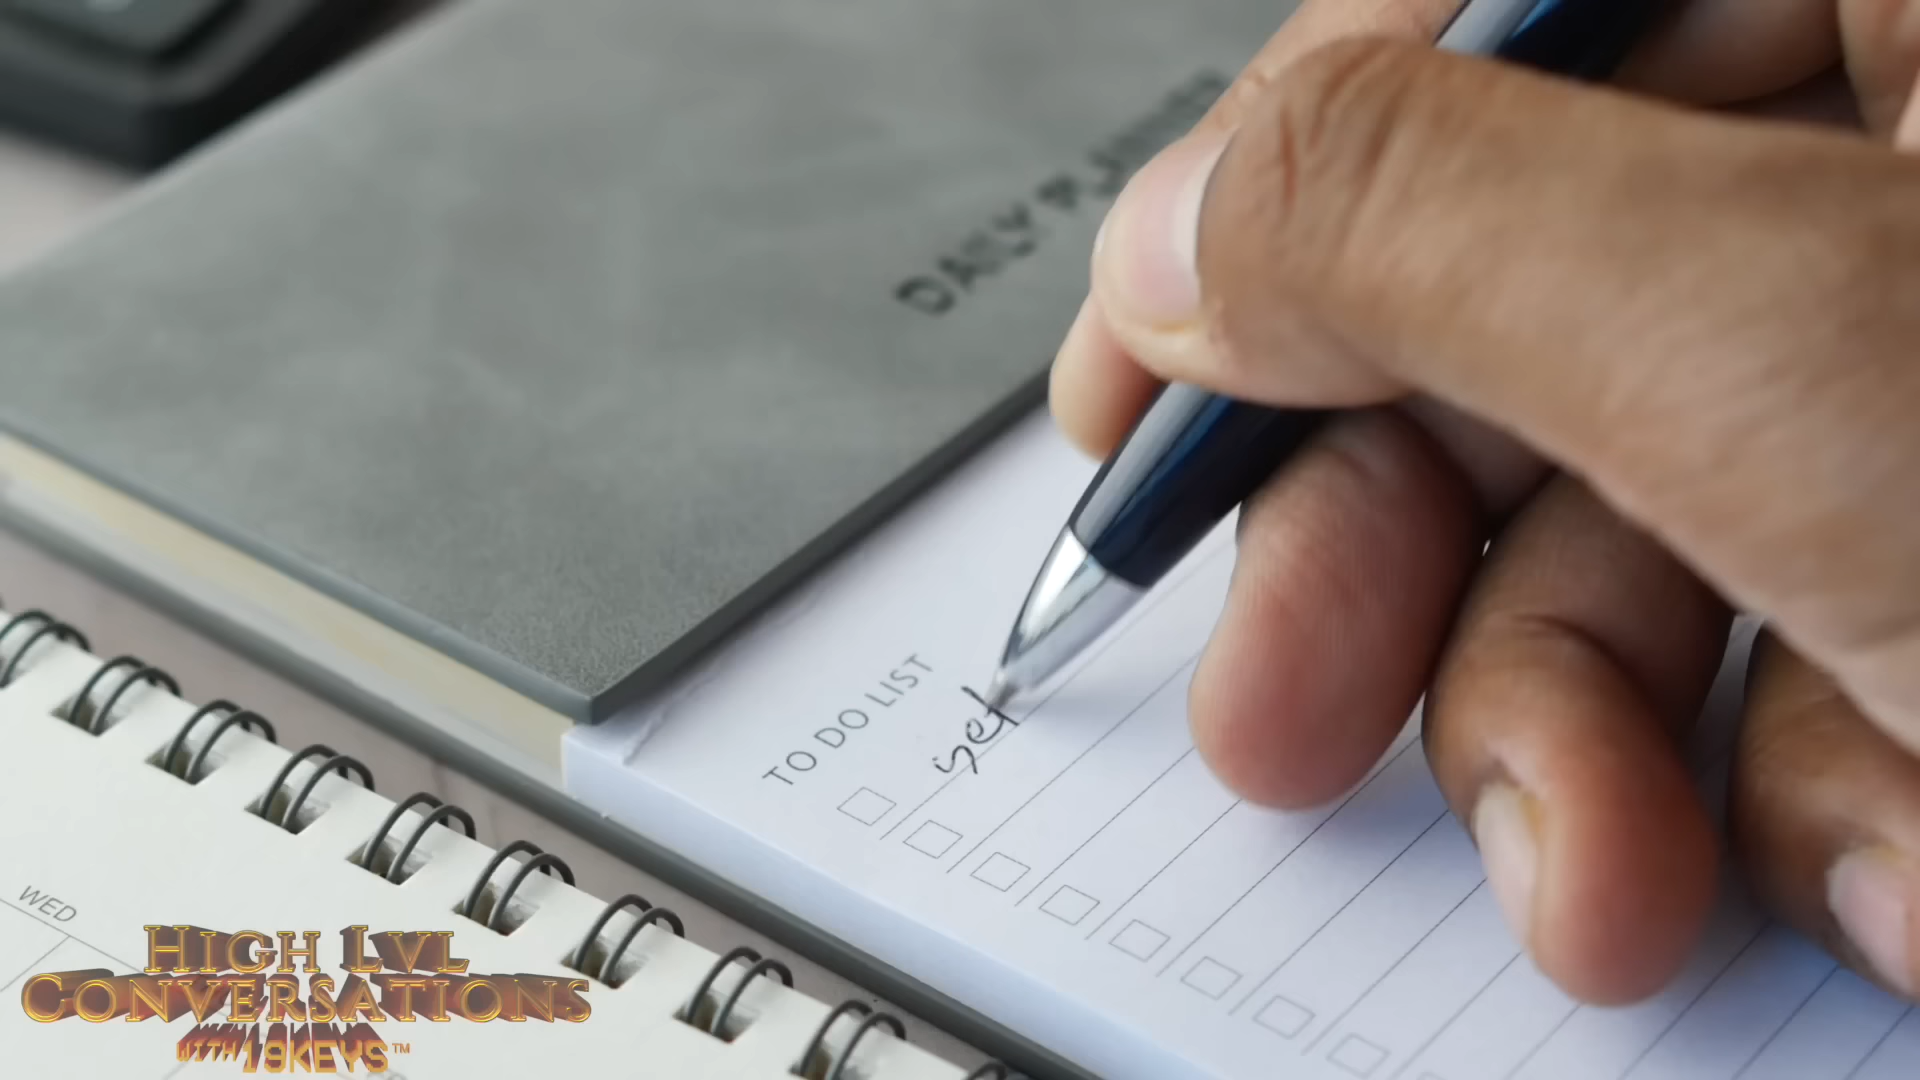 DAILY PLANNER
TO DO LIST
set
WED
HIGH LVL
CONVERSATIONS
WITH 19KEYS™